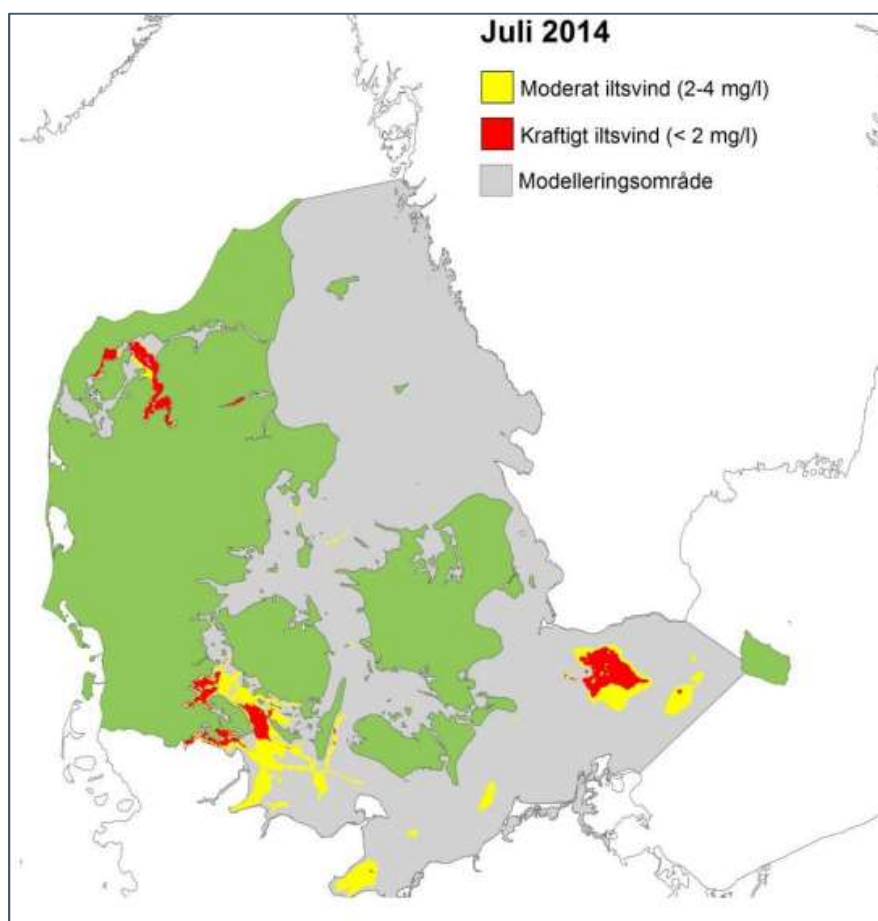 Juli 2014
Moderat iltsvind (2-4 mg/l)
Kraftigt iltsvind (< 2 mg/l)
Modelleringsområde